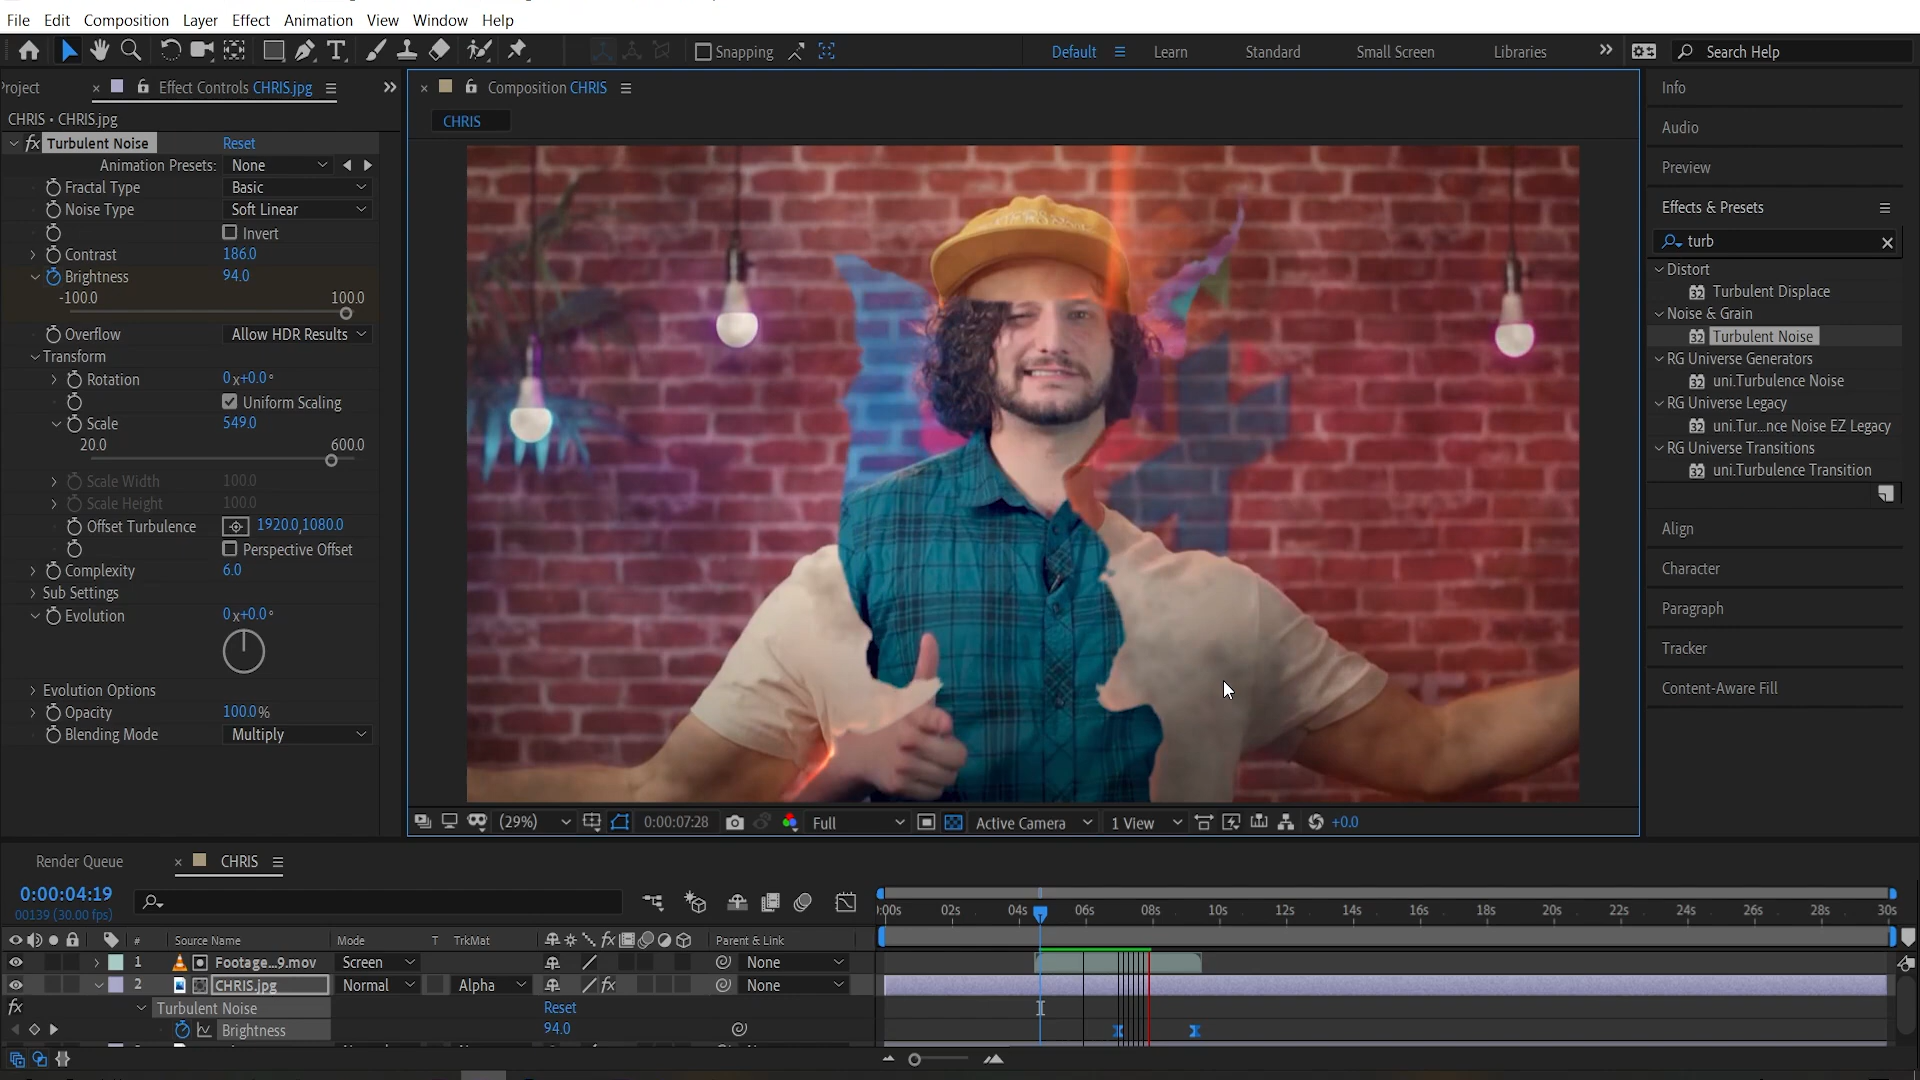 File Edit Composition Layer Effect Animation View Window Help
Snapping Default Learn Standard Small Screen Libraries Search Help
Project Effect Controls CHRIS.jpg Composition CHRIS Info
CHRIS • CHRIS.jpg CHRIS
Audio
fx Turbulent Noise Reset
Animation Presets: None Preview
Fractal Type Basic
Noise Type Soft Linear Effects & Presets
Invert turb
Contrast 186.0
Brightness 94.0 Distort
-100.0 100.0 Turbulent Displace
Noise & Grain
Overflow Allow HDR Results Turbulent Noise
Transform RG Universe Generators
Rotation 0x+0.0° uni.Turbulence Noise
Uniform Scaling RG Universe Legacy
Scale 549.0 uni.Tur...nce Noise EZ Legacy
20.0 600.0 RG Universe Transitions
uni.Turbulence Transition
Scale Width 100.0
Scale Height 100.0
Offset Turbulence 1920.0,1080.0 Align
Perspective Offset
Complexity 6.0 Character
Sub Settings
Evolution 0x+0.0° Paragraph
Tracker
Evolution Options Content-Aware Fill
Opacity 100.0%
Blending Mode Multiply
(29%) 0:00:07:28 Full Active Camera 1 View +0.0
Render Queue CHRIS
0:00:04:19
00139 (30.00 fps) :00s 02s 04s 06s 08s 10s 12s 14s 16s 18s 20s 22s 24s 26s 28s 30s
# Source Name Mode T TrkMat fx Parent & Link
1 Footage...9.mov Screen None
2 CHRIS.jpg Normal Alpha fx None
fx Turbulent Noise Reset
Brightness 94.0